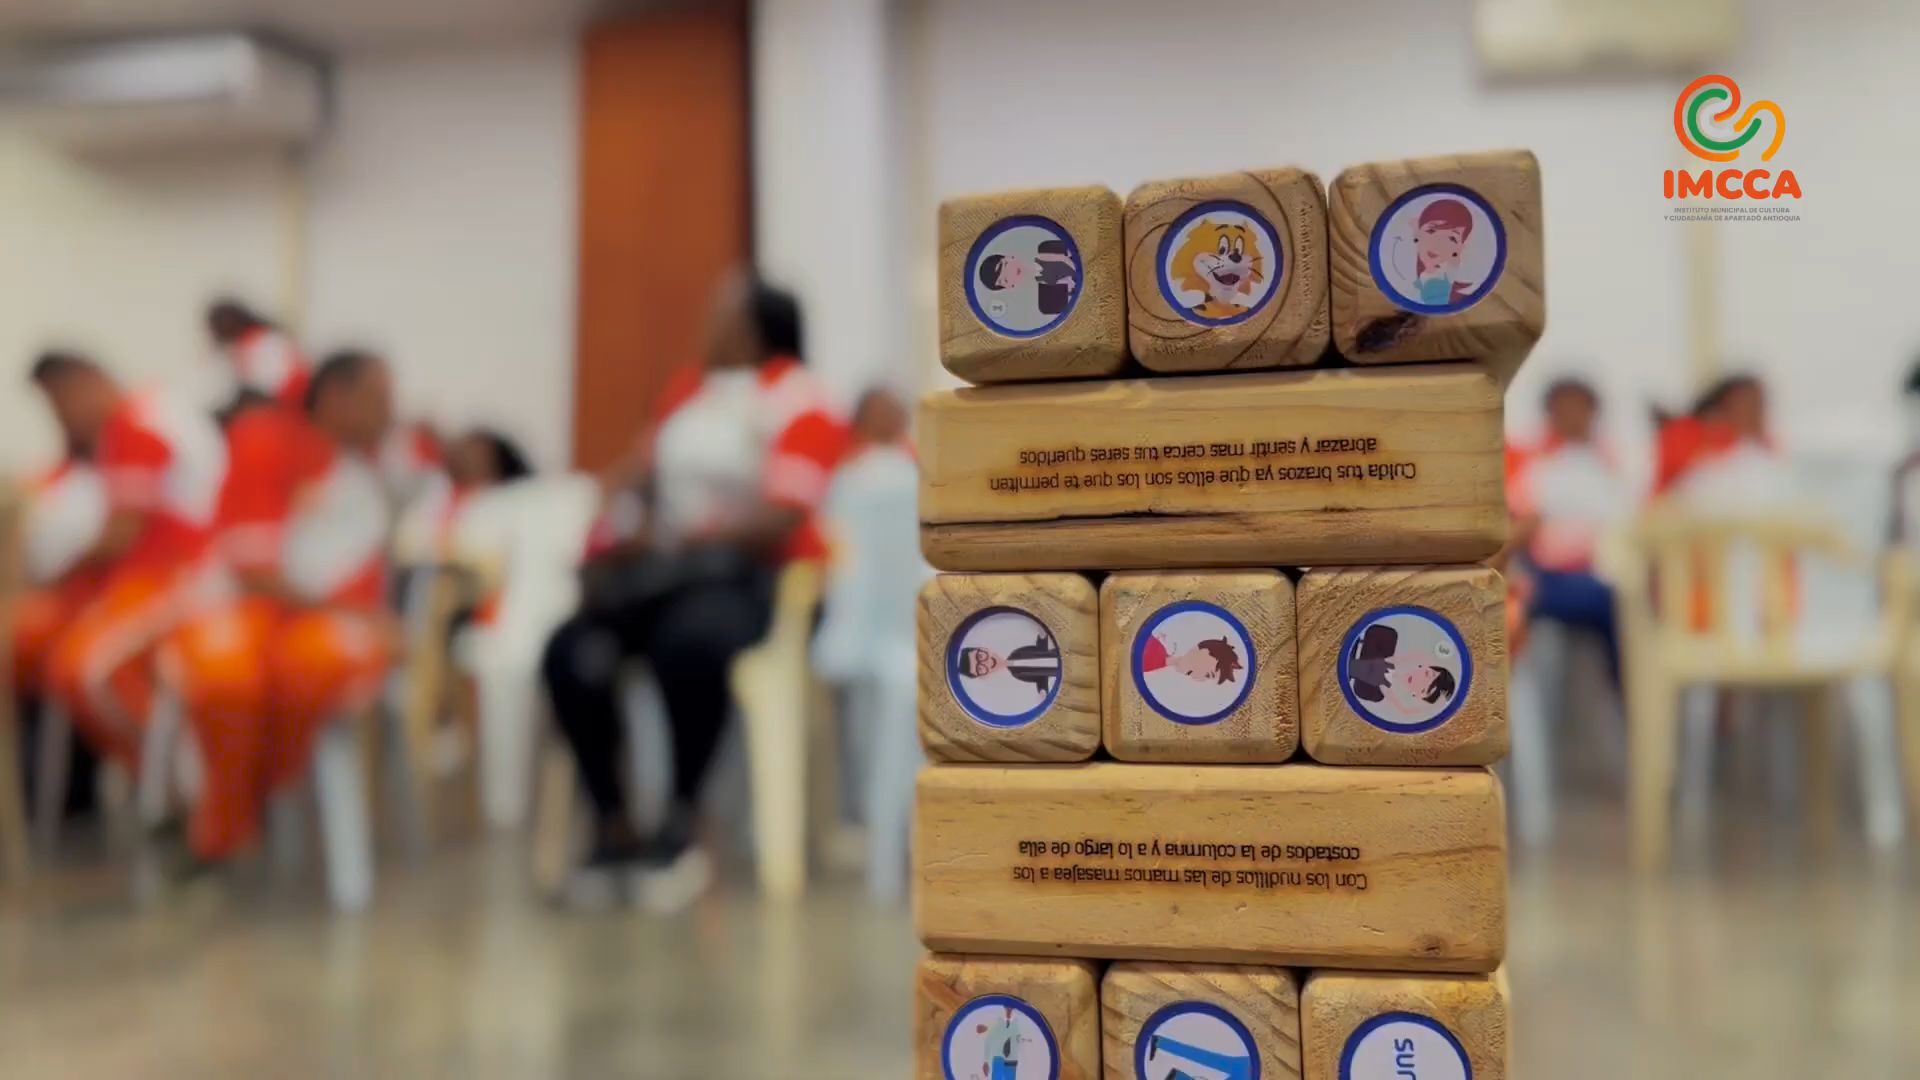 IMCCA
INSTITUTO MUNICIPAL DE CULTURA
Y CIUDADANÍA DE APARTADÓ ANTIOQUIA
Cuida tus brazos ya que ellos son los que te permiten
abrazar y sentir mas cerca tus seres queridos
3
Con los nudillos de las manos masajea a los
costados de la columna y a lo largo de ella